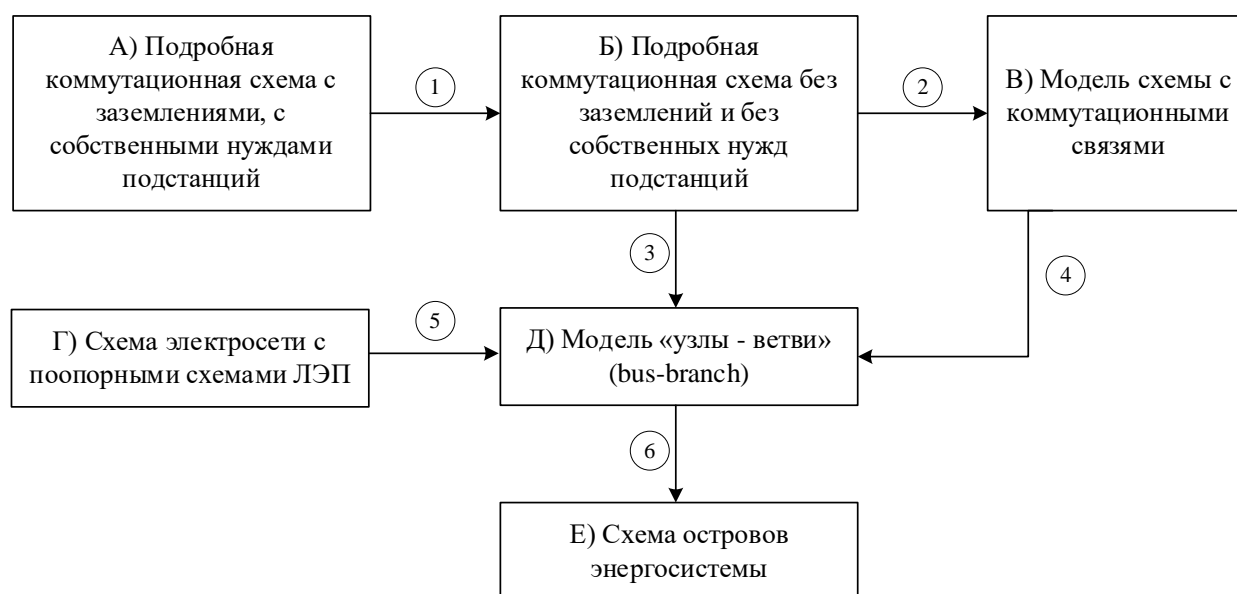 А) Подробная
коммутационная схема с
заземлениями, с
собственными нуждами
подстанций
1
Б) Подробная
коммутационная схема без
заземлений и без
собственных нужд
подстанций
2
В) Модель схемы с
коммутационными
связями
3
4
Г) Схема электросети с
поопорными схемами ЛЭП
5
Д) Модель «узлы - ветви»
(bus-branch)
6
Е) Схема островов
энергосистемы